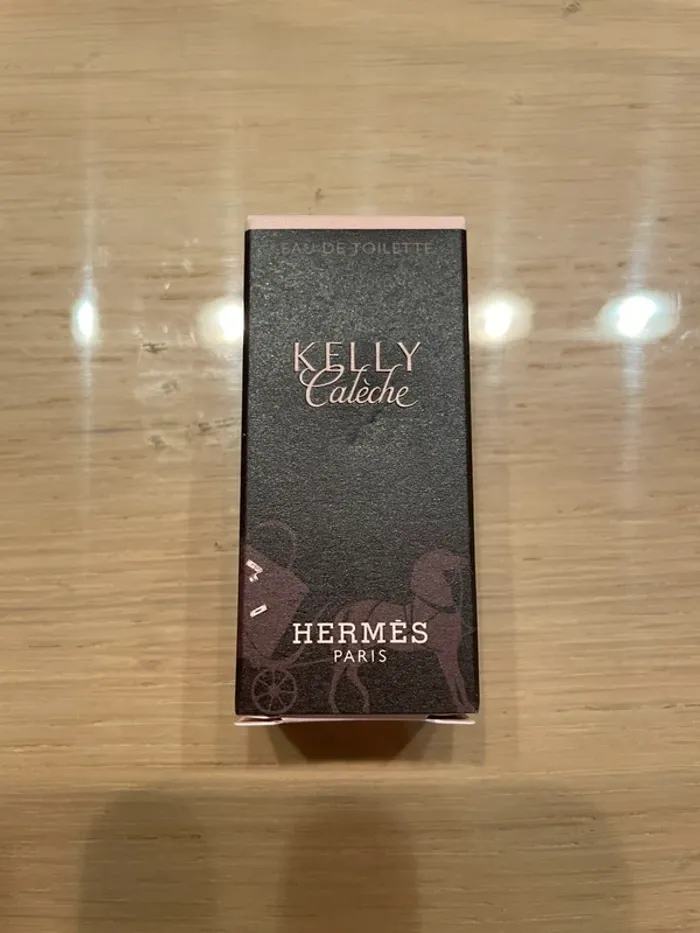 EAU DE TOILETTE
KELLY
Calèche
HERMÈS
PARIS